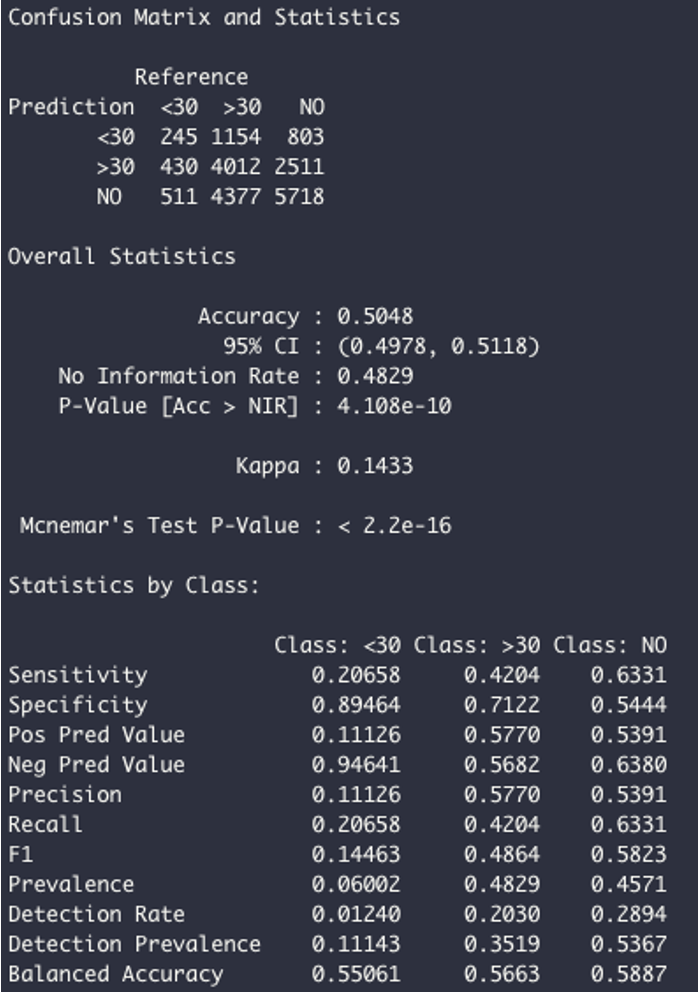 Confusion Matrix and Statistics
Reference
Prediction <30 >30 NO
<30 245 1154 803
>30 430 4012 2511
NO 511 4377 5718
Overall Statistics
Accuracy : 0.5048
95% CI : (0.4978, 0.5118)
No Information Rate : 0.4829
P-Value [Acc > NIR] : 4.108e-10
Kappa : 0.1433
Mcnemar's Test P-Value : < 2.2e-16
Statistics by Class:
Class: <30 Class: >30 Class: NO
Sensitivity 0.20658 0.4204 0.6331
Specificity 0.89464 0.7122 0.5444
Pos Pred Value 0.11126 0.5770 0.5391
Neg Pred Value 0.94641 0.5682 0.6380
Precision 0.11126 0.5770 0.5391
Recall 0.20658 0.4204 0.6331
F1 0.14463 0.4864 0.5823
Prevalence 0.06002 0.4829 0.4571
Detection Rate 0.01240 0.2030 0.2894
Detection Prevalence 0.11143 0.3519 0.5367
Balanced Accuracy 0.55061 0.5663 0.5887